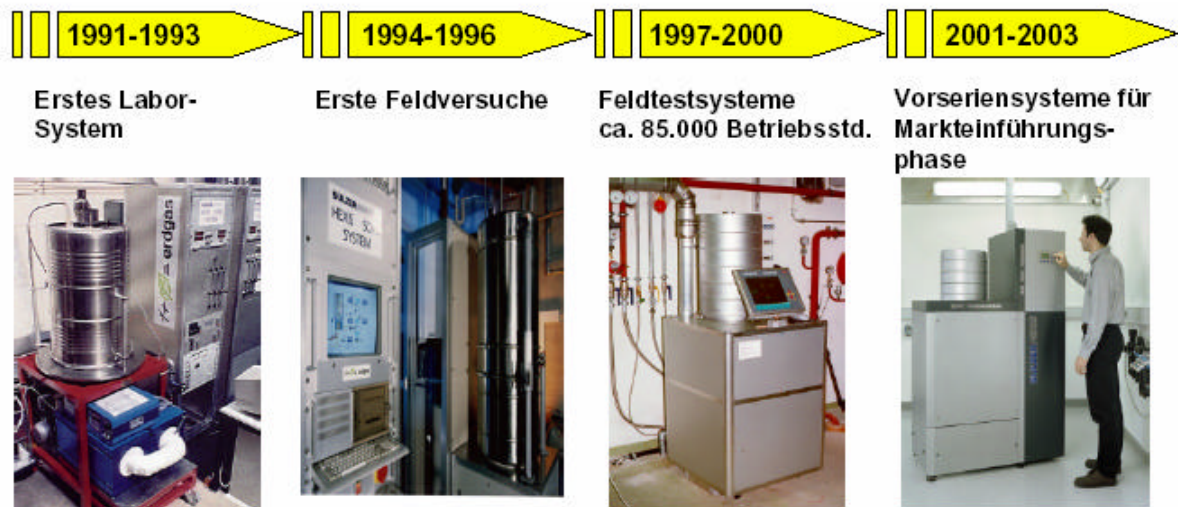 1991-1993
1994-1996
1997-2000
2001-2003
Erstes Labor-
System
Erste Feldversuche
Feldtestsysteme
ca. 85.000 Betriebsstd.
Vorseriensysteme für
Markteinführungs-
phase
erdgas
SULZER
HEXIS
SYSTEM